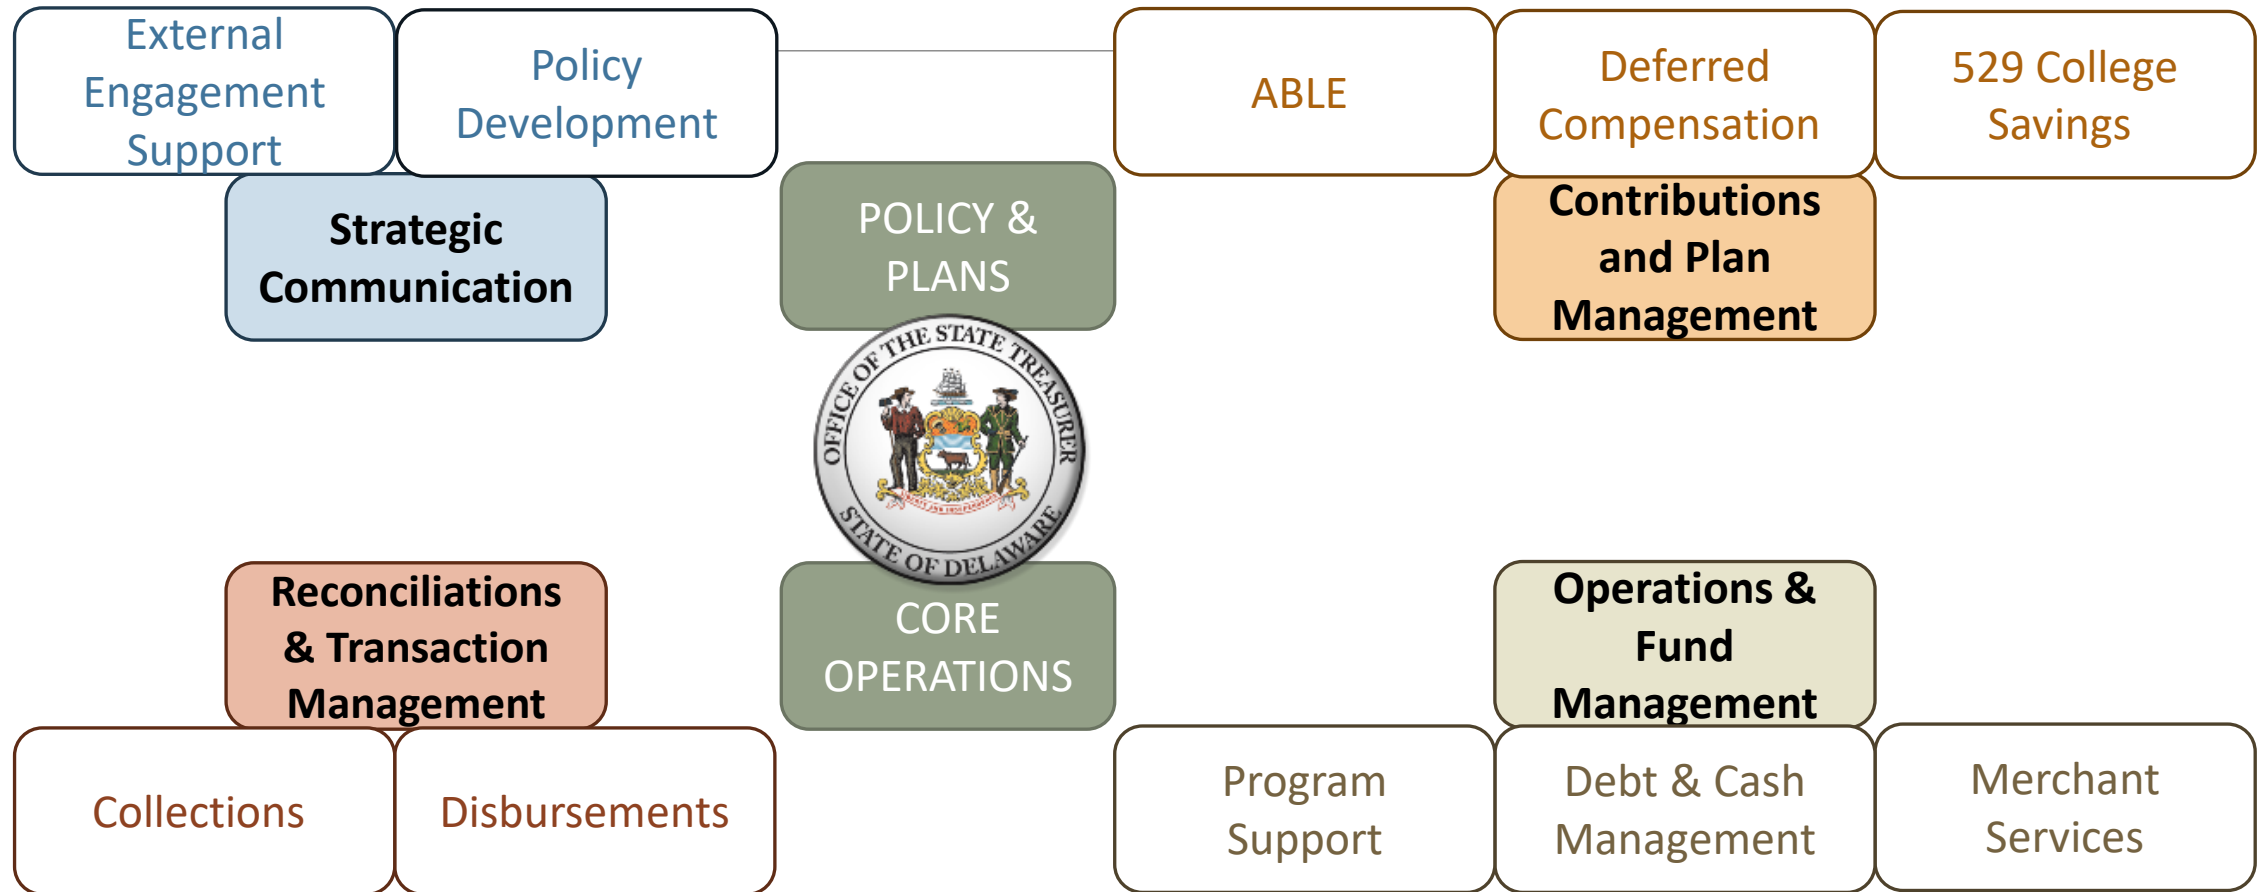 External
Engagement
Support
Policy
Development
ABLE
Deferred
Compensation
529 College
Savings
Strategic
Communication
POLICY &
PLANS
Contributions
and Plan
Management
OFFICE OF THE STATE TREASURER
STATE OF DELAWARE
Reconciliations
& Transaction
Management
CORE
OPERATIONS
Operations &
Fund
Management
Collections
Disbursements
Program
Support
Debt & Cash
Management
Merchant
Services